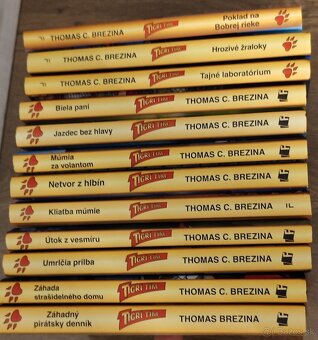 THOMAS C. BREZINA TIGRÍ TÍM Poklad na
Bobrej rieke
THOMAS C. BREZINA TIGRÍ TÍM Hrozivé žraloky
THOMAS C. BREZINA TIGRÍ TÍM Tajné laboratórium
Biela pani TIGRÍ TÍM THOMAS C. BREZINA
Jazdec bez hlavy TIGRÍ TÍM THOMAS C. BREZINA
Múmia
za volantom TIGRÍ TÍM THOMAS C. BREZINA
Netvor z hlbín TIGRÍ TÍM THOMAS C. BREZINA
Kliatba múmie TIGRÍ TÍM THOMAS C. BREZINA
Útok z vesmíru TIGRÍ TÍM THOMAS C. BREZINA
Umrlčia prilba TIGRÍ TÍM THOMAS C. BREZINA
Záhada
strašidelného domu TIGRÍ TÍM THOMAS C. BREZINA
Záhadný
pirátsky denník TIGRÍ TÍM THOMAS C. BREZINA